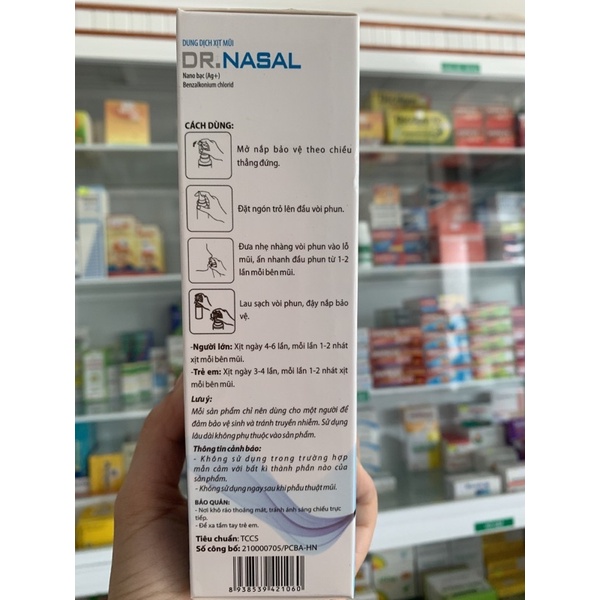 DUNG DỊCH XỊT MŨI
DR.NASAL
Nano bạc (Ag+)
Benzalkonium chlorid
CÁCH DÙNG:
Mở nắp bảo vệ theo chiều
thẳng đứng.
Đặt ngón trỏ lên đầu vòi phun.
Đưa nhẹ nhàng vòi phun vào lỗ
mũi, ấn nhanh đầu phun từ 1-2
lần mỗi bên mũi.
Lau sạch vòi phun, đậy nắp bảo
vệ.
-Người lớn: Xịt ngày 4-6 lần, mỗi lần 1-2 nhát
xịt mỗi bên mũi.
-Trẻ em: Xịt ngày 3-4 lần, mỗi lần 1-2 nhát xịt
mỗi bên mũi.
Lưu ý:
Mỗi sản phẩm chỉ nên dùng cho một người để
đảm bảo vệ sinh và tránh truyền nhiễm. Sử dụng
lâu dài không phụ thuộc vào sản phẩm.
Thông tin cảnh báo:
- Không sử dụng trong trường hợp
mẫn cảm với bất kì thành phần nào của
sản phẩm.
- Không sử dụng ngay sau khi phẫu thuật mũi.
BẢO QUẢN:
- Nơi khô ráo thoáng mát, tránh ánh sáng chiếu trực
tiếp.
- Để xa tầm tay trẻ em.
Tiêu chuẩn: TCCS
Số công bố: 210000705/PCBA-HN
8 938539 421060